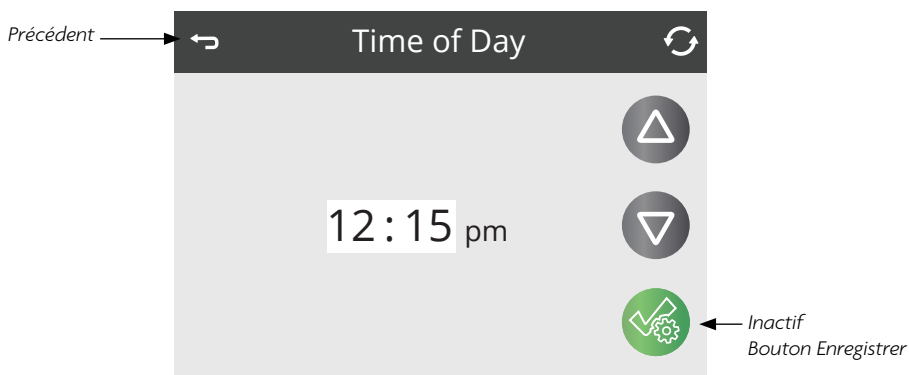 Précédent
Time of Day
12 : 15 pm
Inactif
Bouton Enregistrer